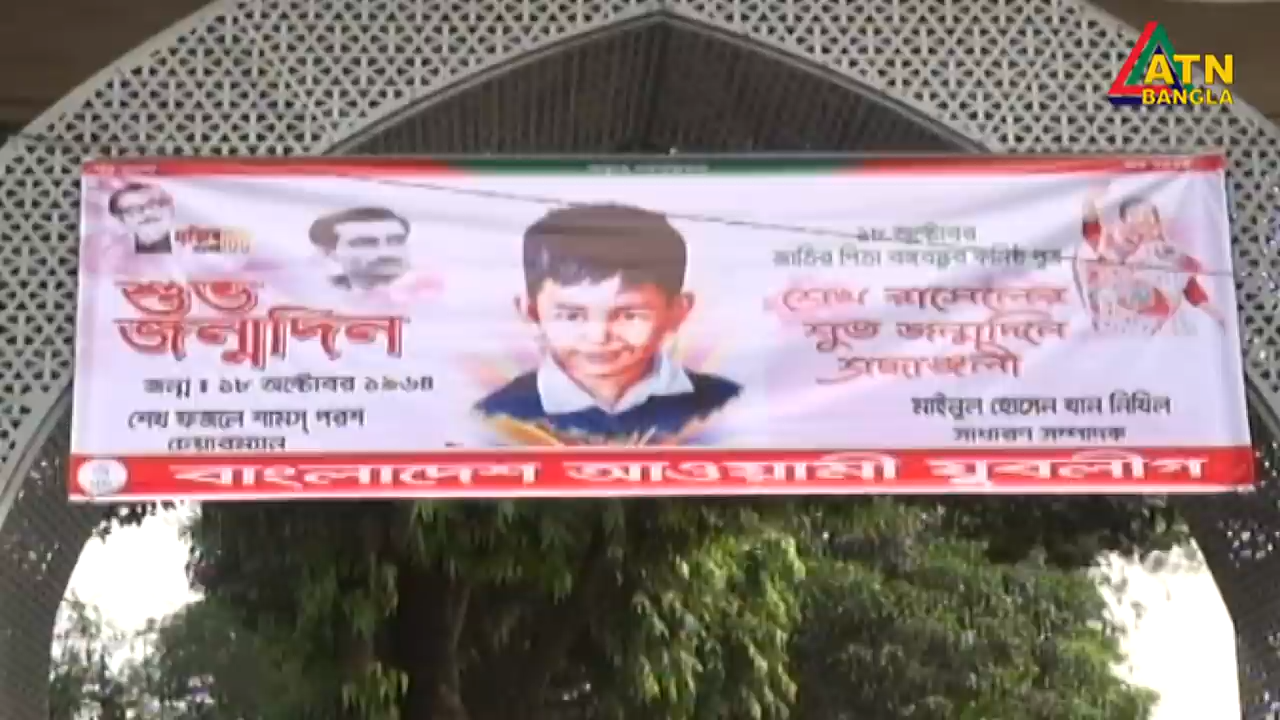 ATN
BANGLA
শুভ
জন্মদিন
জন্ম : ১৮ অক্টোবর ১৯৬৪
শেখ ফজলে শামস্ পরশ
চেয়ারম্যান
১৮ অক্টোবর
জাতির পিতা বঙ্গবন্ধুর কনিষ্ঠ পুত্র
শেখ রাসেলের
শুভ জন্মদিনে
শ্রদ্ধাঞ্জলী
মাইনুল হোসেন খান নিখিল
সাধারণ সম্পাদক
বাংলাদেশ আওয়ামী যুবলীগ